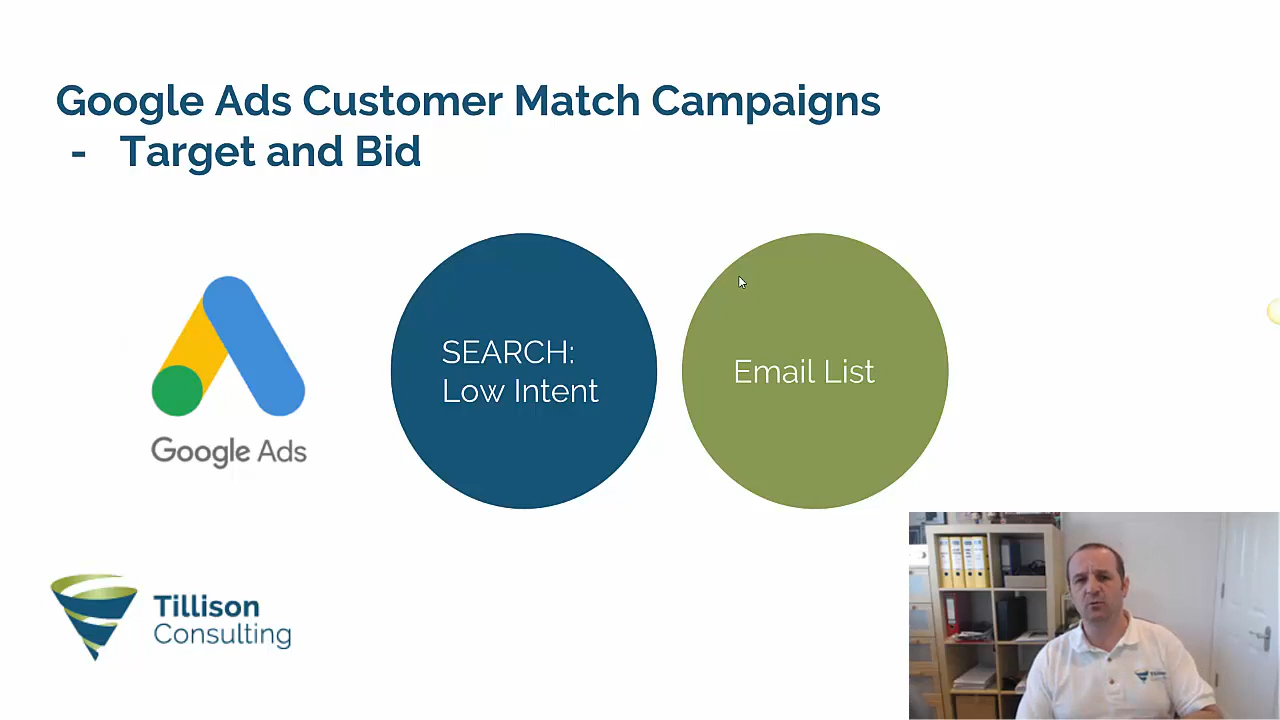 Google Ads Customer Match Campaigns
- Target and Bid
SEARCH:
Low Intent
Email List
Google Ads
Tillison
Consulting